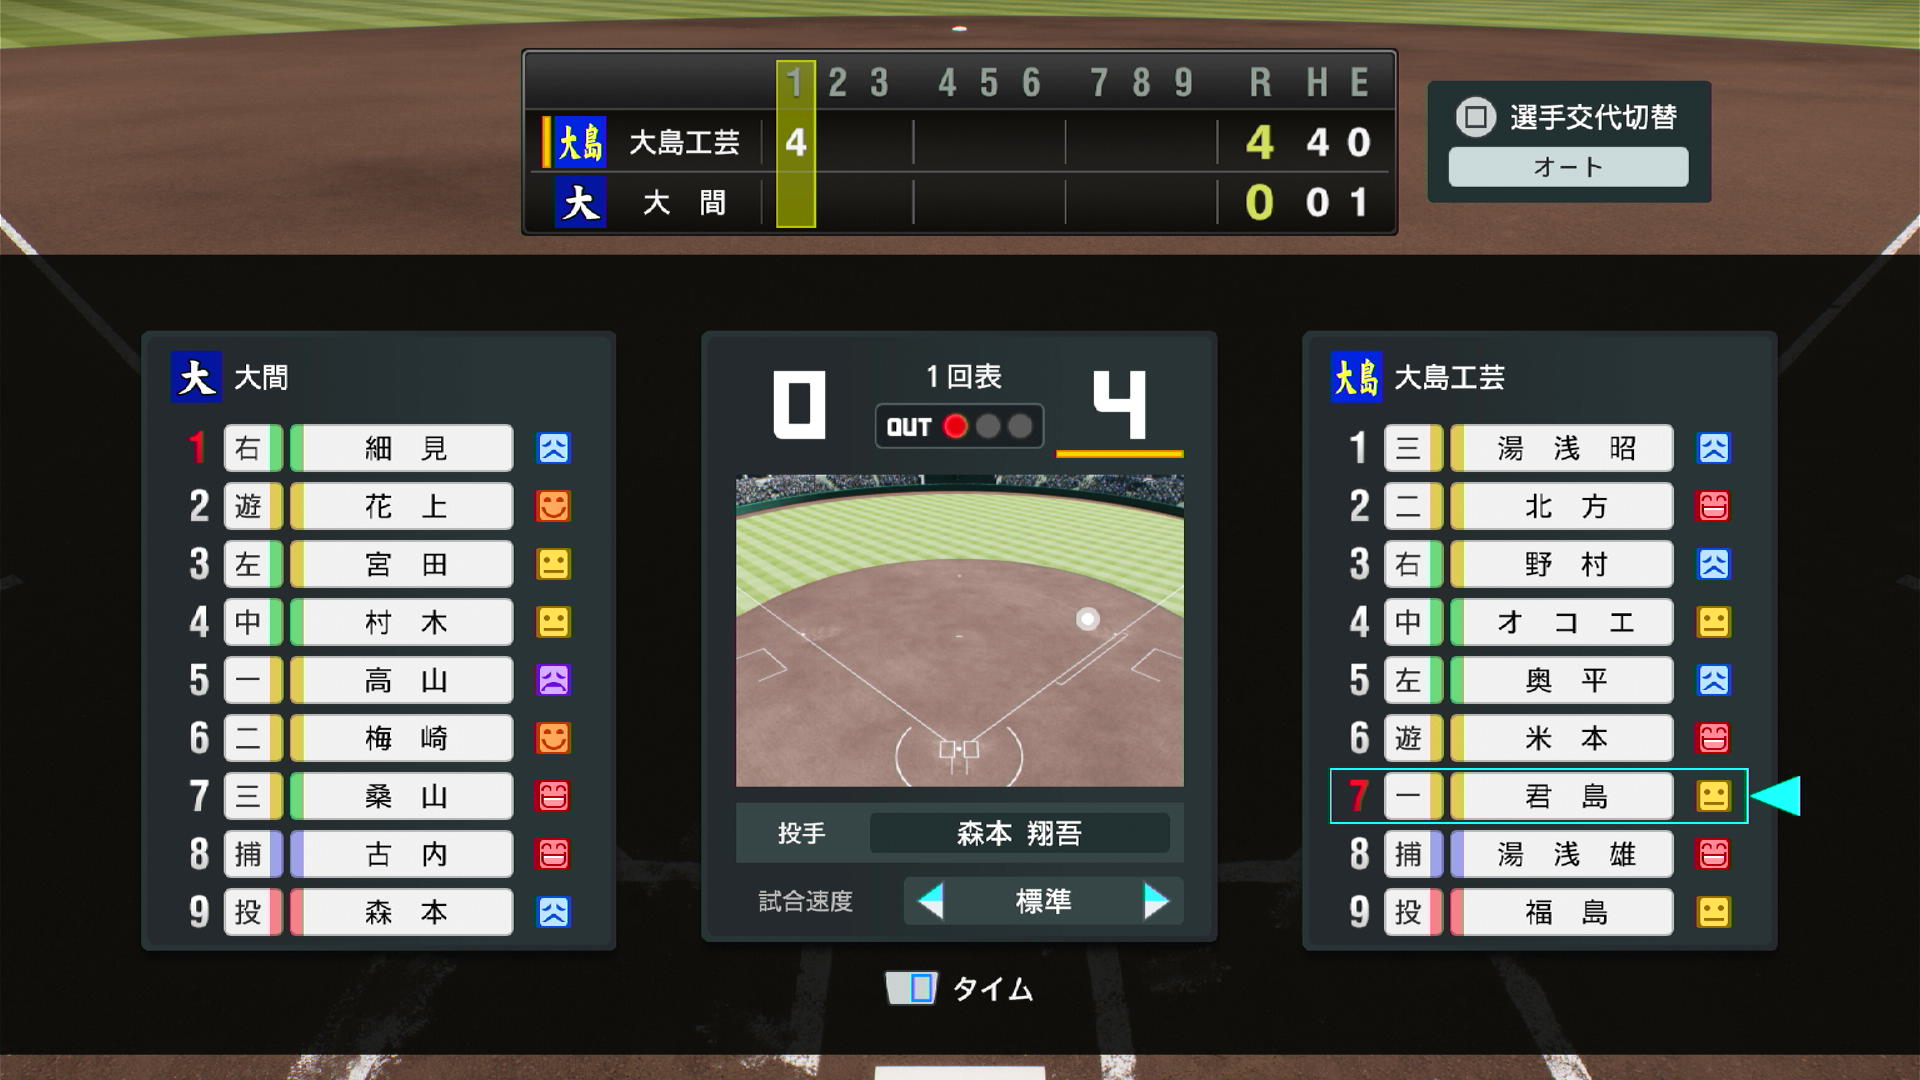 1 2 3 4 5 6 7 8 9 R H E
大島 大島工芸 4 4 4 0
大 大間 0 0 1
選手交代切替
オート
大 大間
1 右 細見
2 遊 花上
3 左 宮田
4 中 村木
5 一 高山
6 二 梅崎
7 三 桑山
8 捕 古内
9 投 森本
0 1回表 4
OUT
投手 森本 翔吾
試合速度 標準
大島 大島工芸
1 三 湯浅昭
2 二 北方
3 右 野村
4 中 オコエ
5 左 奥平
6 遊 米本
7 一 君島
8 捕 湯浅雄
9 投 福島
タイム